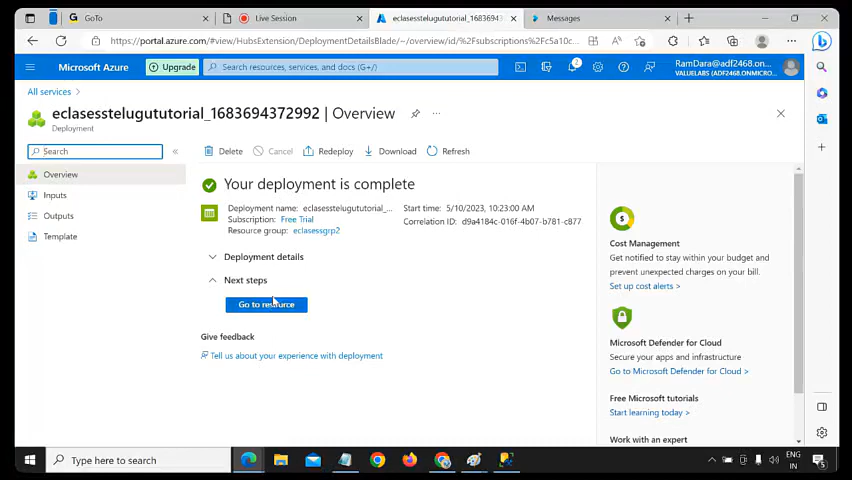 GoTo
Live Session
eclasesstelugututorial_16836943
Messages
https://portal.azure.com/#view/HubsExtension/DeploymentDetailsBlade/~/overview/id/%2Fsubscriptions%2Fc5a10c...
Microsoft Azure
Upgrade
Search resources, services, and docs (G+/)
2
RamDara@adf2468.on...
VALUELABS (ADF2468.ONMICRO...
All services
eclasesstelugututorial_1683694372992 | Overview
Deployment
Search
Delete
Cancel
Redeploy
Download
Refresh
Overview
Inputs
Outputs
Template
Your deployment is complete
Deployment name: eclasesstelugututorial_...
Subscription: Free Trial
Resource group: eclasessgrp2
Start time: 5/10/2023, 10:23:00 AM
Correlation ID: d9a4184c-016f-4b07-b781-c877
Deployment details
Next steps
Go to resource
Give feedback
Tell us about your experience with deployment
Cost Management
Get notified to stay within your budget and
prevent unexpected charges on your bill.
Set up cost alerts >
Microsoft Defender for Cloud
Secure your apps and infrastructure
Go to Microsoft Defender for Cloud >
Free Microsoft tutorials
Start learning today >
Work with an expert
Type here to search
ENG
IN
5